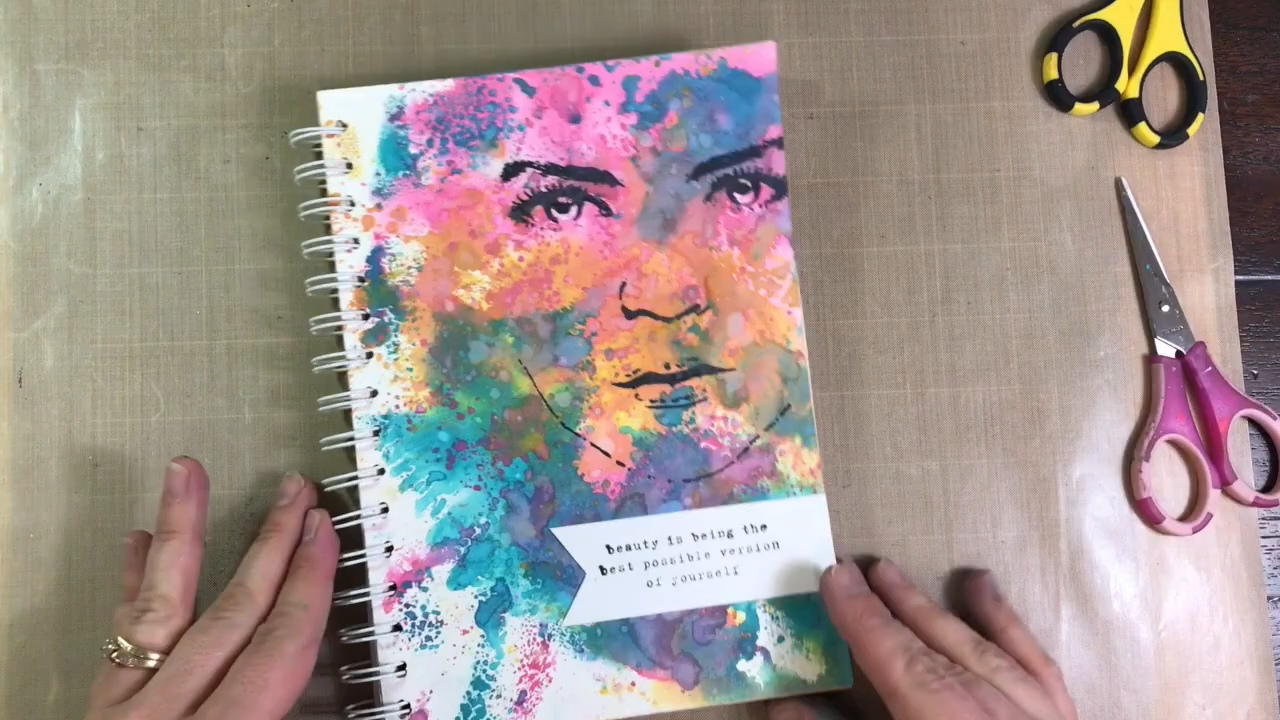 beauty is being the
best possible version
of yourself